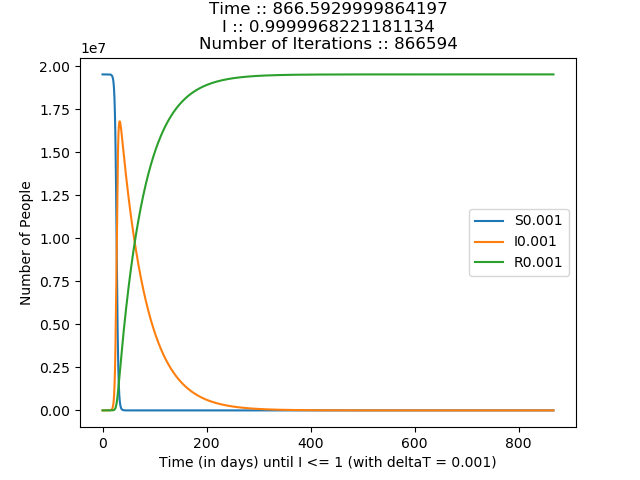 Time :: 866.5929999864197
I :: 0.9999968221181134
Number of Iterations :: 866594
1e7
2.00
1.75
1.50
1.25
1.00
0.75
0.50
0.25
0.00
Number of People
S0.001
I0.001
R0.001
0 200 400 600 800
Time (in days) until I <= 1 (with deltaT = 0.001)